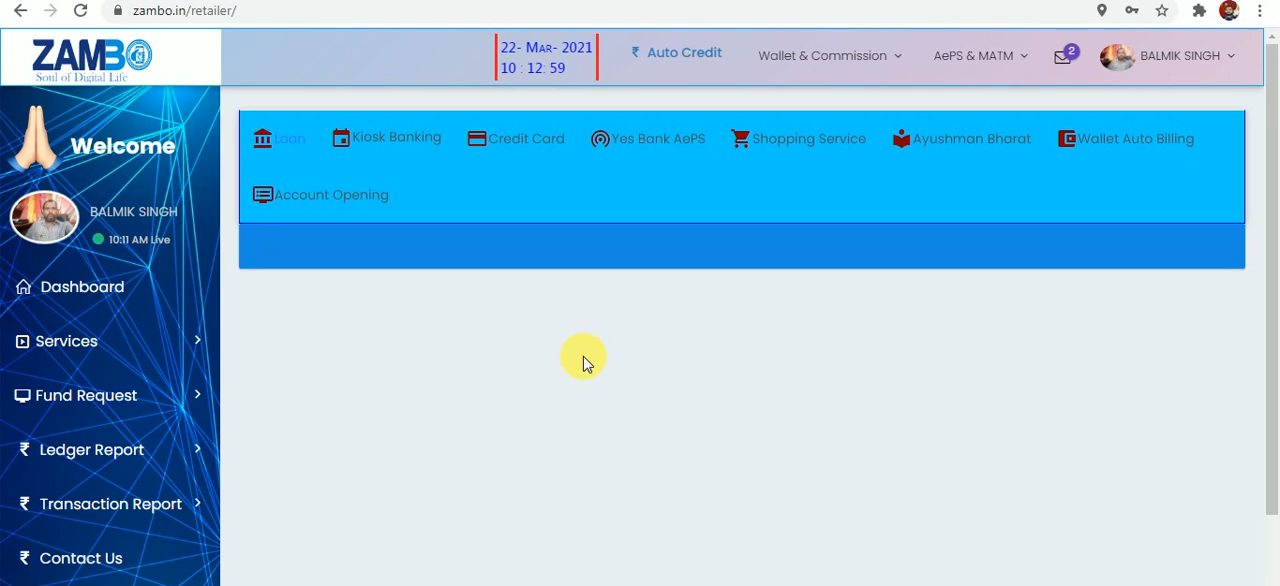 zambo.in/retailer/
ZAMBO
Soul of Digital Life
22- Mar- 2021
10 : 12: 59
₹ Auto Credit
Wallet & Commission
AePS & MATM
2
BALMIK SINGH
Welcome
BALMIK SINGH
10:11 AM Live
Dashboard
Services
Fund Request
₹ Ledger Report
₹ Transaction Report
₹ Contact Us
Loan
Kiosk Banking
Credit Card
Yes Bank AePS
Shopping Service
Ayushman Bharat
Wallet Auto Billing
Account Opening